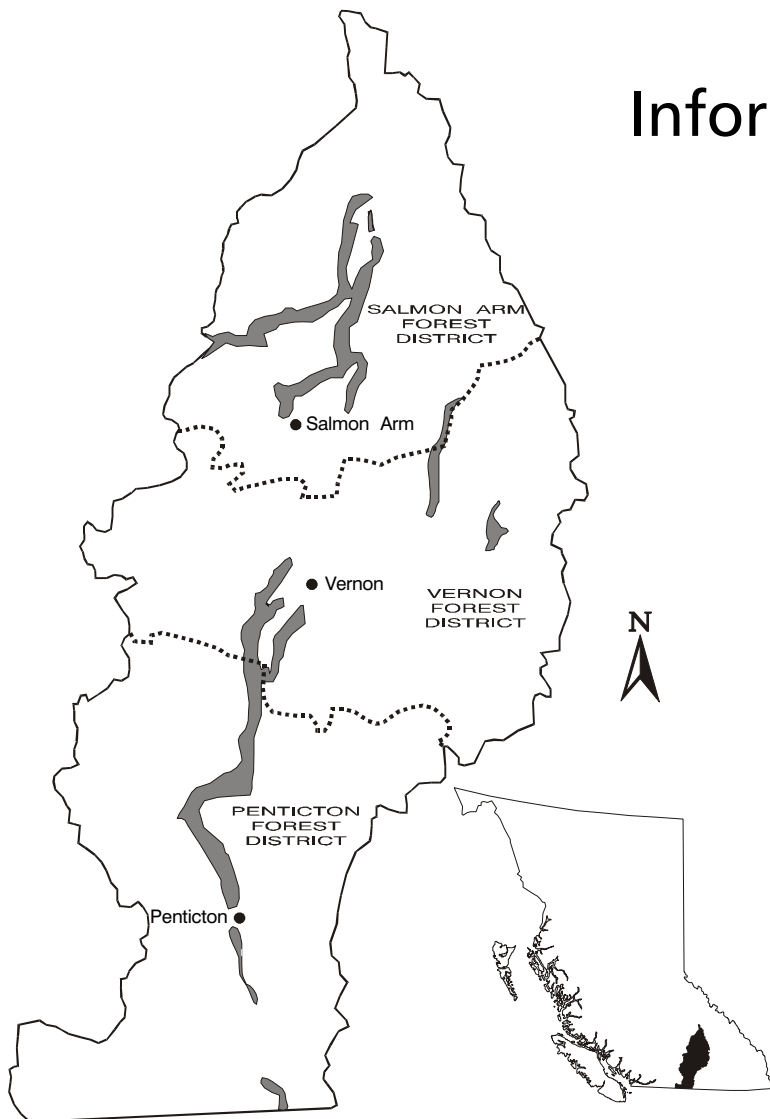 Infor
SALMON ARM
FOREST
DISTRICT
Salmon Arm
Vernon
VERNON
FOREST
DISTRICT
N
PENTICTON
FOREST
DISTRICT
Penticton